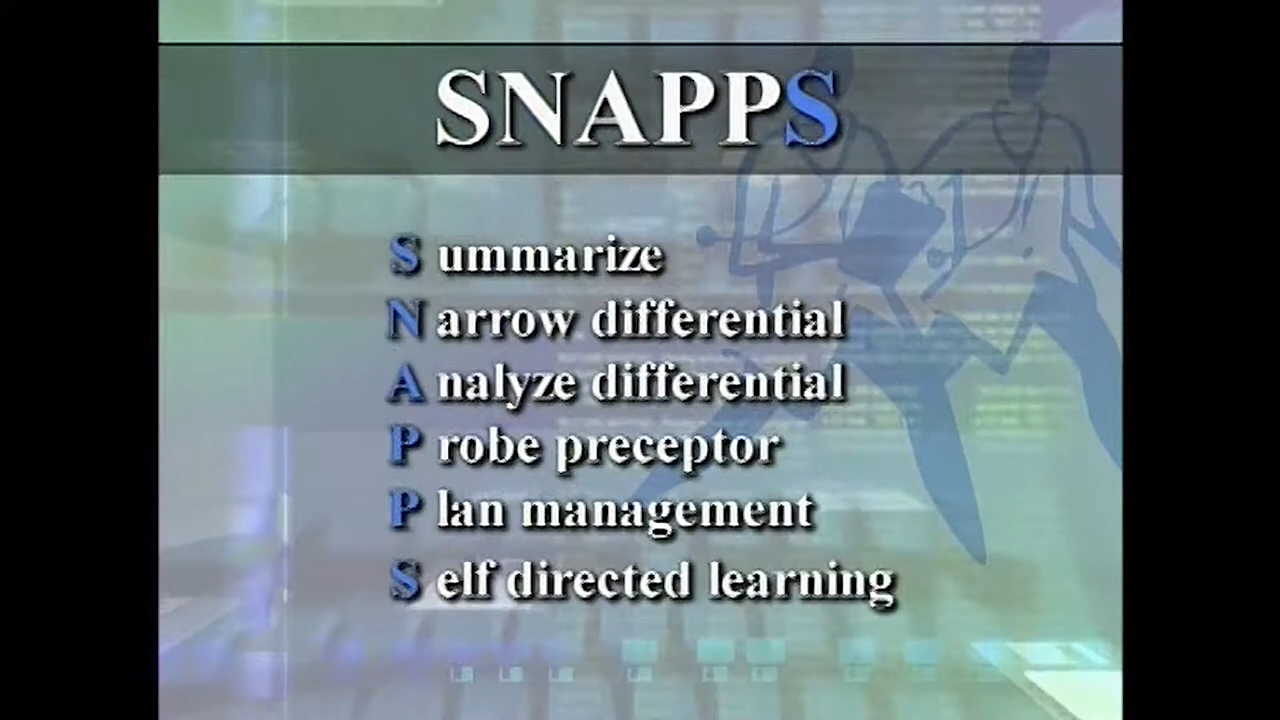 SNAPPS
Summarize
Narrow differential
Analyze differential
Probe preceptor
Plan management
Self directed learning